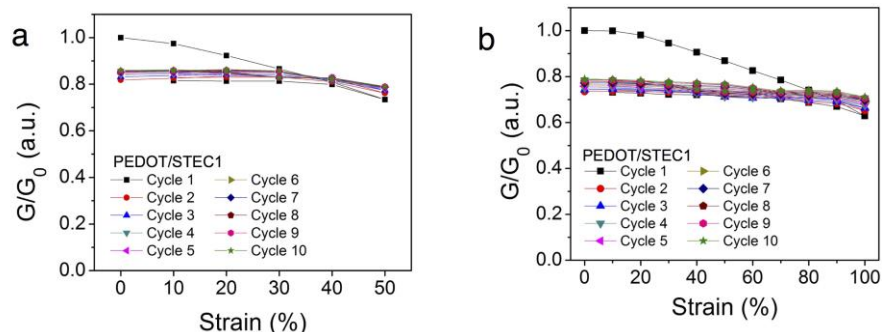 a
1.0
0.8
0.6
0.4
0.2
0.0
G/G0 (a.u.)
PEDOT/STEC1
Cycle 1 Cycle 6
Cycle 2 Cycle 7
Cycle 3 Cycle 8
Cycle 4 Cycle 9
Cycle 5 Cycle 10
0 10 20 30 40 50
Strain (%)
b
1.0
0.8
0.6
0.4
0.2
0.0
G/G0 (a.u.)
PEDOT/STEC1
Cycle 1 Cycle 6
Cycle 2 Cycle 7
Cycle 3 Cycle 8
Cycle 4 Cycle 9
Cycle 5 Cycle 10
0 20 40 60 80 100
Strain (%)